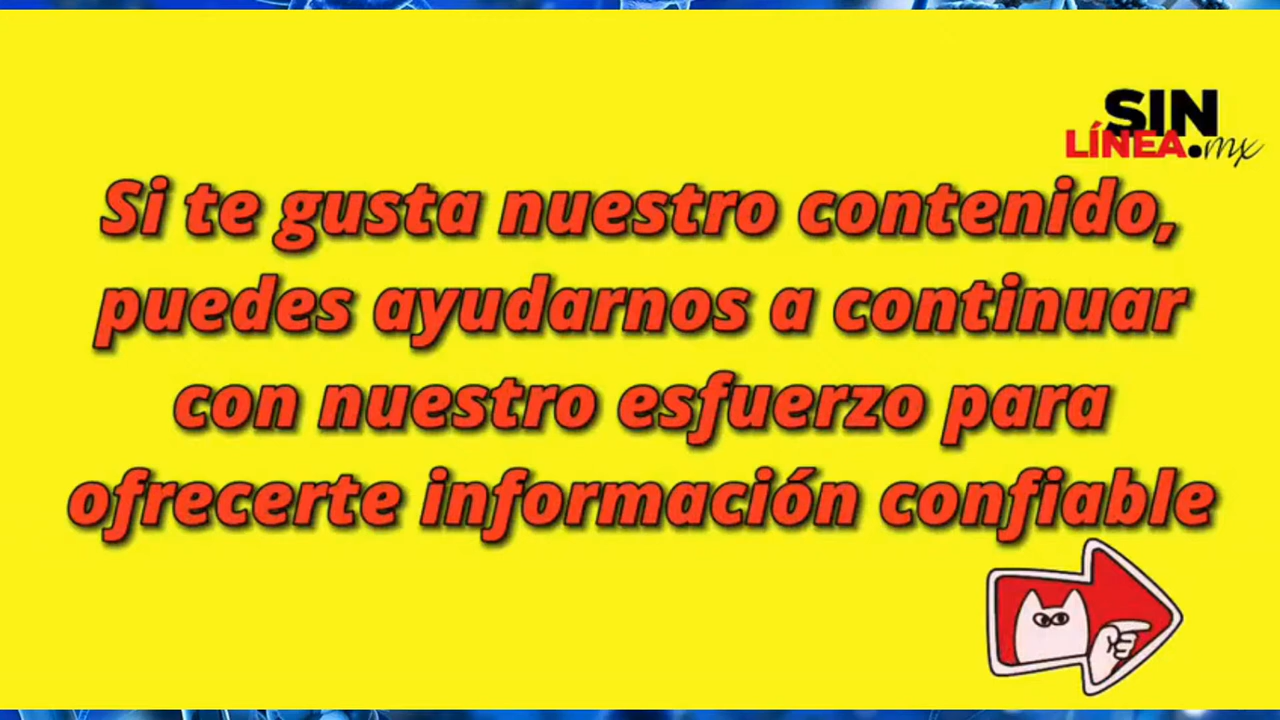 SIN
LÍNEA.mx
Si te gusta nuestro contenido,
puedes ayudarnos a continuar
con nuestro esfuerzo para
ofrecerte información confiable